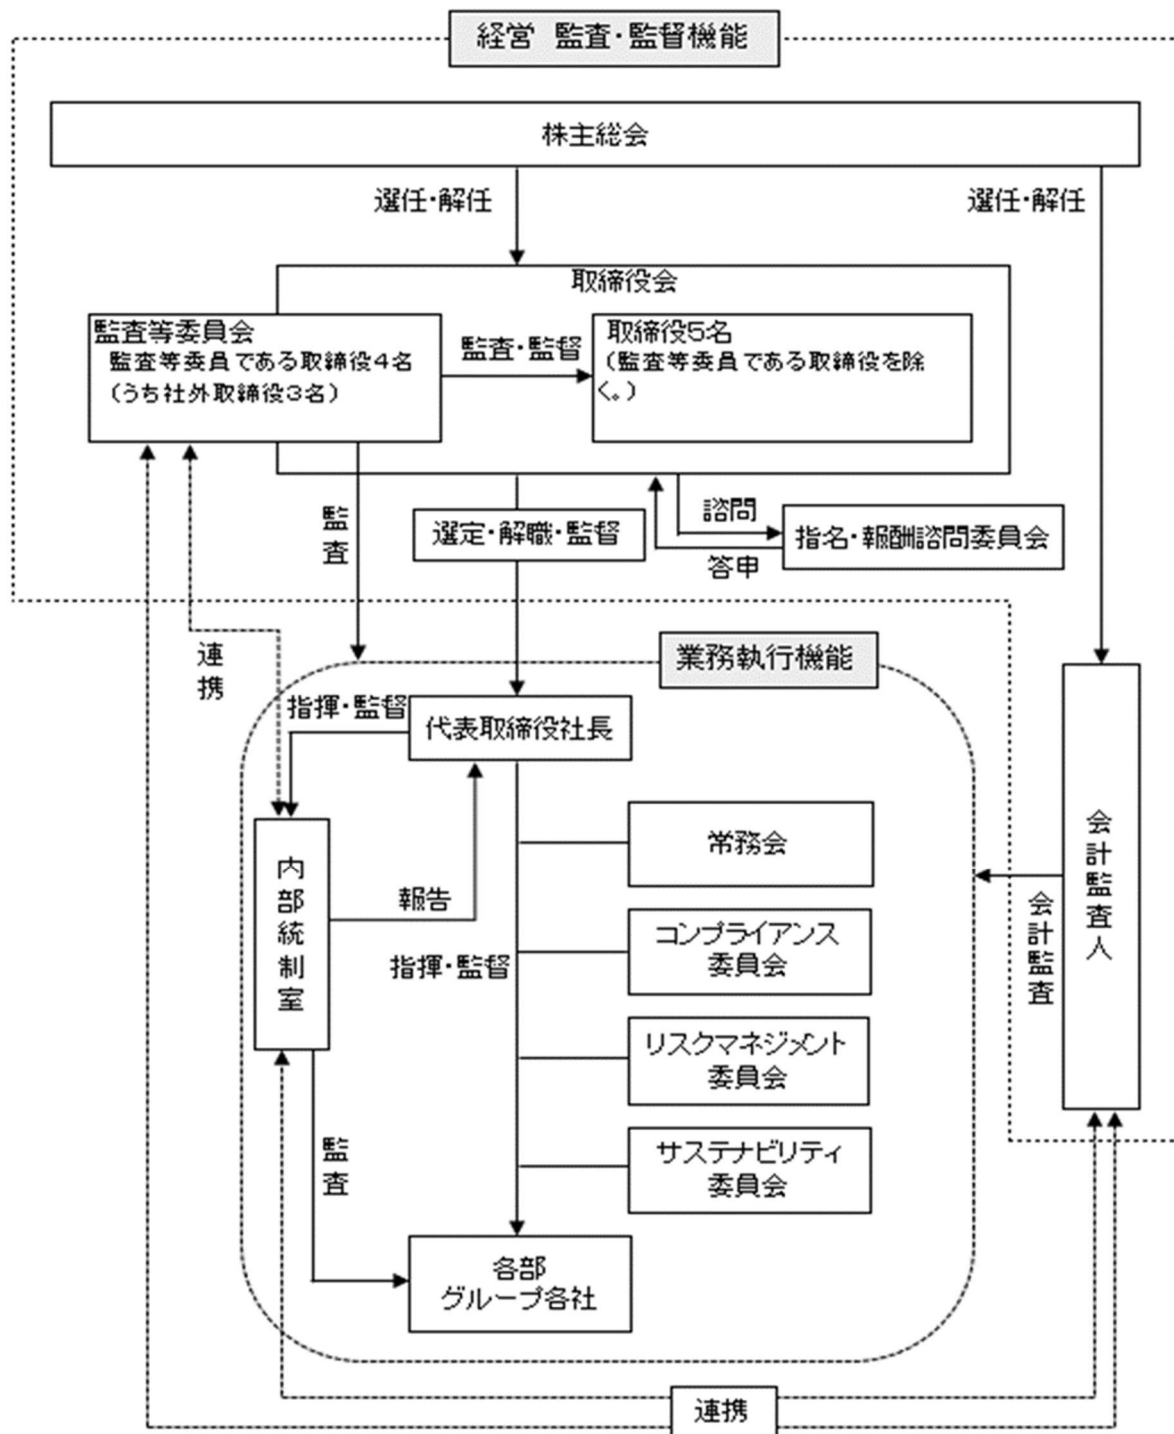 経営 監査・監督機能
株主総会
選任・解任
選任・解任
取締役会
監査等委員会
監査等委員である取締役4名
(うち社外取締役3名)
監査・監督
取締役5名
(監査等委員である取締役を除
く。)
監査
選定・解職・監督
諮問
答申
指名・報酬諮問委員会
連携
業務執行機能
指揮・監督
代表取締役社長
内部統制室
報告
指揮・監督
常務会
コンプライアンス
委員会
リスクマネジメント
委員会
サステナビリティ
委員会
会計監査
会計監査人
監査
各部
グループ各社
連携